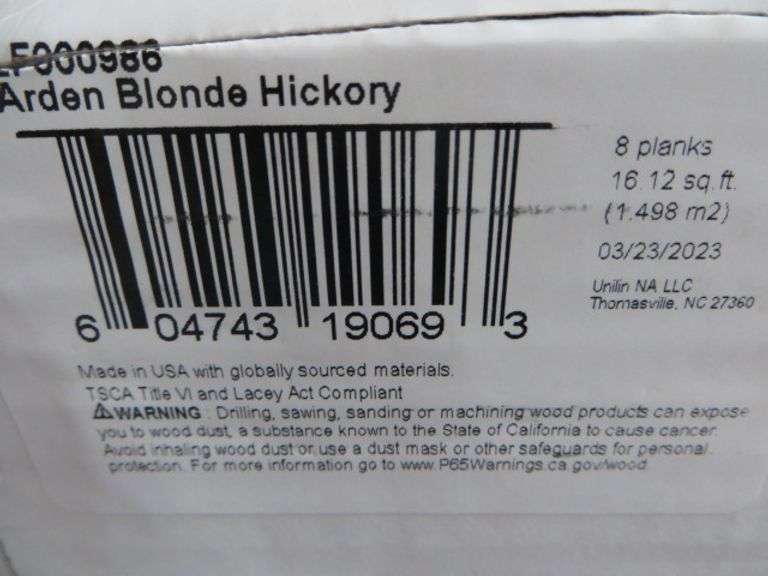 LF000986
Arden Blonde Hickory
8 planks
16.12 sq.ft.
(1.498 m2)
03/23/2023
Unilin NA LLC
Thomasville, NC 27360
6 04743 19069 3
Made in USA with globally sourced materials.
TSCA Title VI and Lacey Act Compliant
⚠WARNING: Drilling, sawing, sanding or machining wood products can expose
you to wood dust, a substance known to the State of California to cause cancer.
Avoid inhaling wood dust or use a dust mask or other safeguards for personal
protection. For more information go to www.P65Warnings.ca.gov/wood